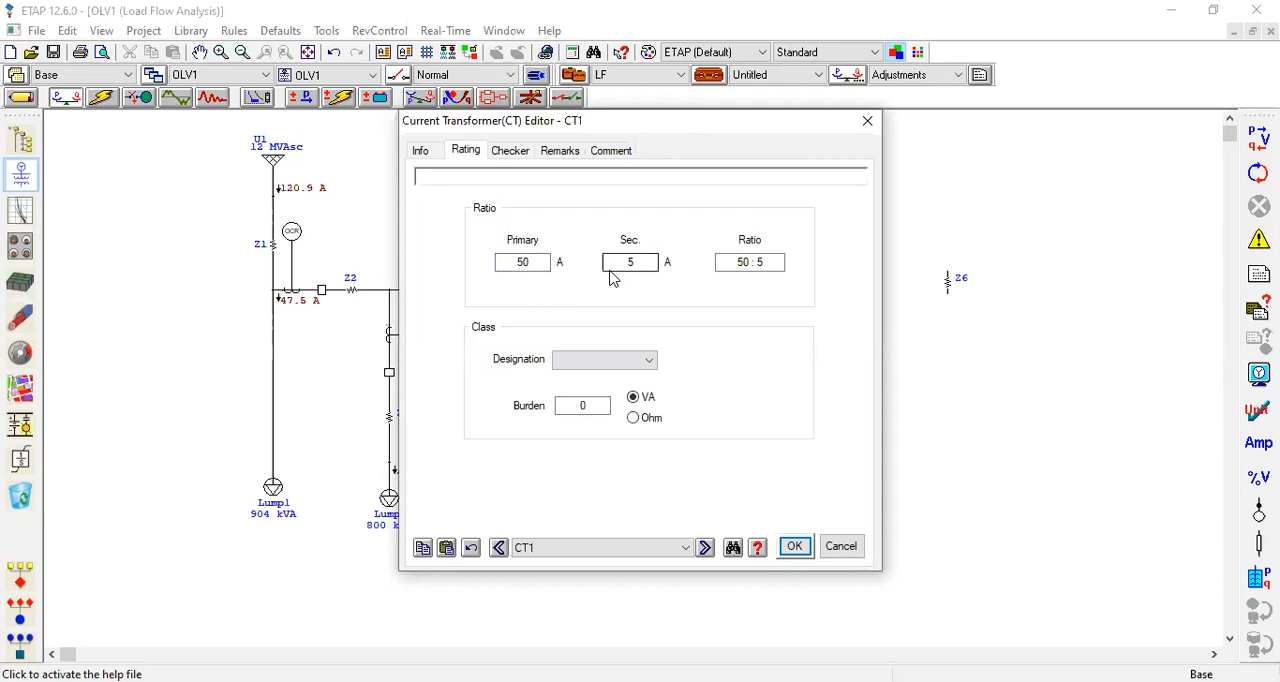 ETAP 12.6.0 - [OLV1 (Load Flow Analysis)]
File Edit View Project Library Rules Defaults Tools RevControl Real-Time Window Help
ETAP (Default) Standard
Base OLV1 OLV1 Normal LF Untitled Adjustments
Current Transformer(CT) Editor - CT1
Info Rating Checker Remarks Comment
Ratio
Primary Sec. Ratio
50 A 5 A 50 : 5
Class
Designation
Burden 0 VA
Ohm
CT1 OK Cancel
U1
12 MVAsc
120.9 A
OCR
Z1
Z2
47.5 A
Lump1
904 kVA
Lump
800 k
Z6
Amp
%V
Click to activate the help file
Base